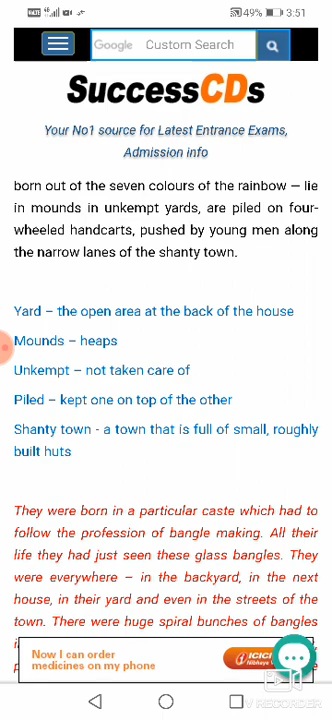 49% 3:51
Google Custom Search
SuccessCDs
Your No1 source for Latest Entrance Exams,
Admission info
born out of the seven colours of the rainbow – lie
in mounds in unkempt yards, are piled on four-
wheeled handcarts, pushed by young men along
the narrow lanes of the shanty town.
Yard – the open area at the back of the house
Mounds – heaps
Unkempt – not taken care of
Piled – kept one on top of the other
Shanty town - a town that is full of small, roughly
built huts
They were born in a particular caste which had to
follow the profession of bangle making. All their
life they had just seen these glass bangles. They
were everywhere – in the backyard, in the next
house, in their yard and even in the streets of the
town. There were huge spiral bunches of bangles
Now I can order
medicines on my phone
ICICI
VRECORDER